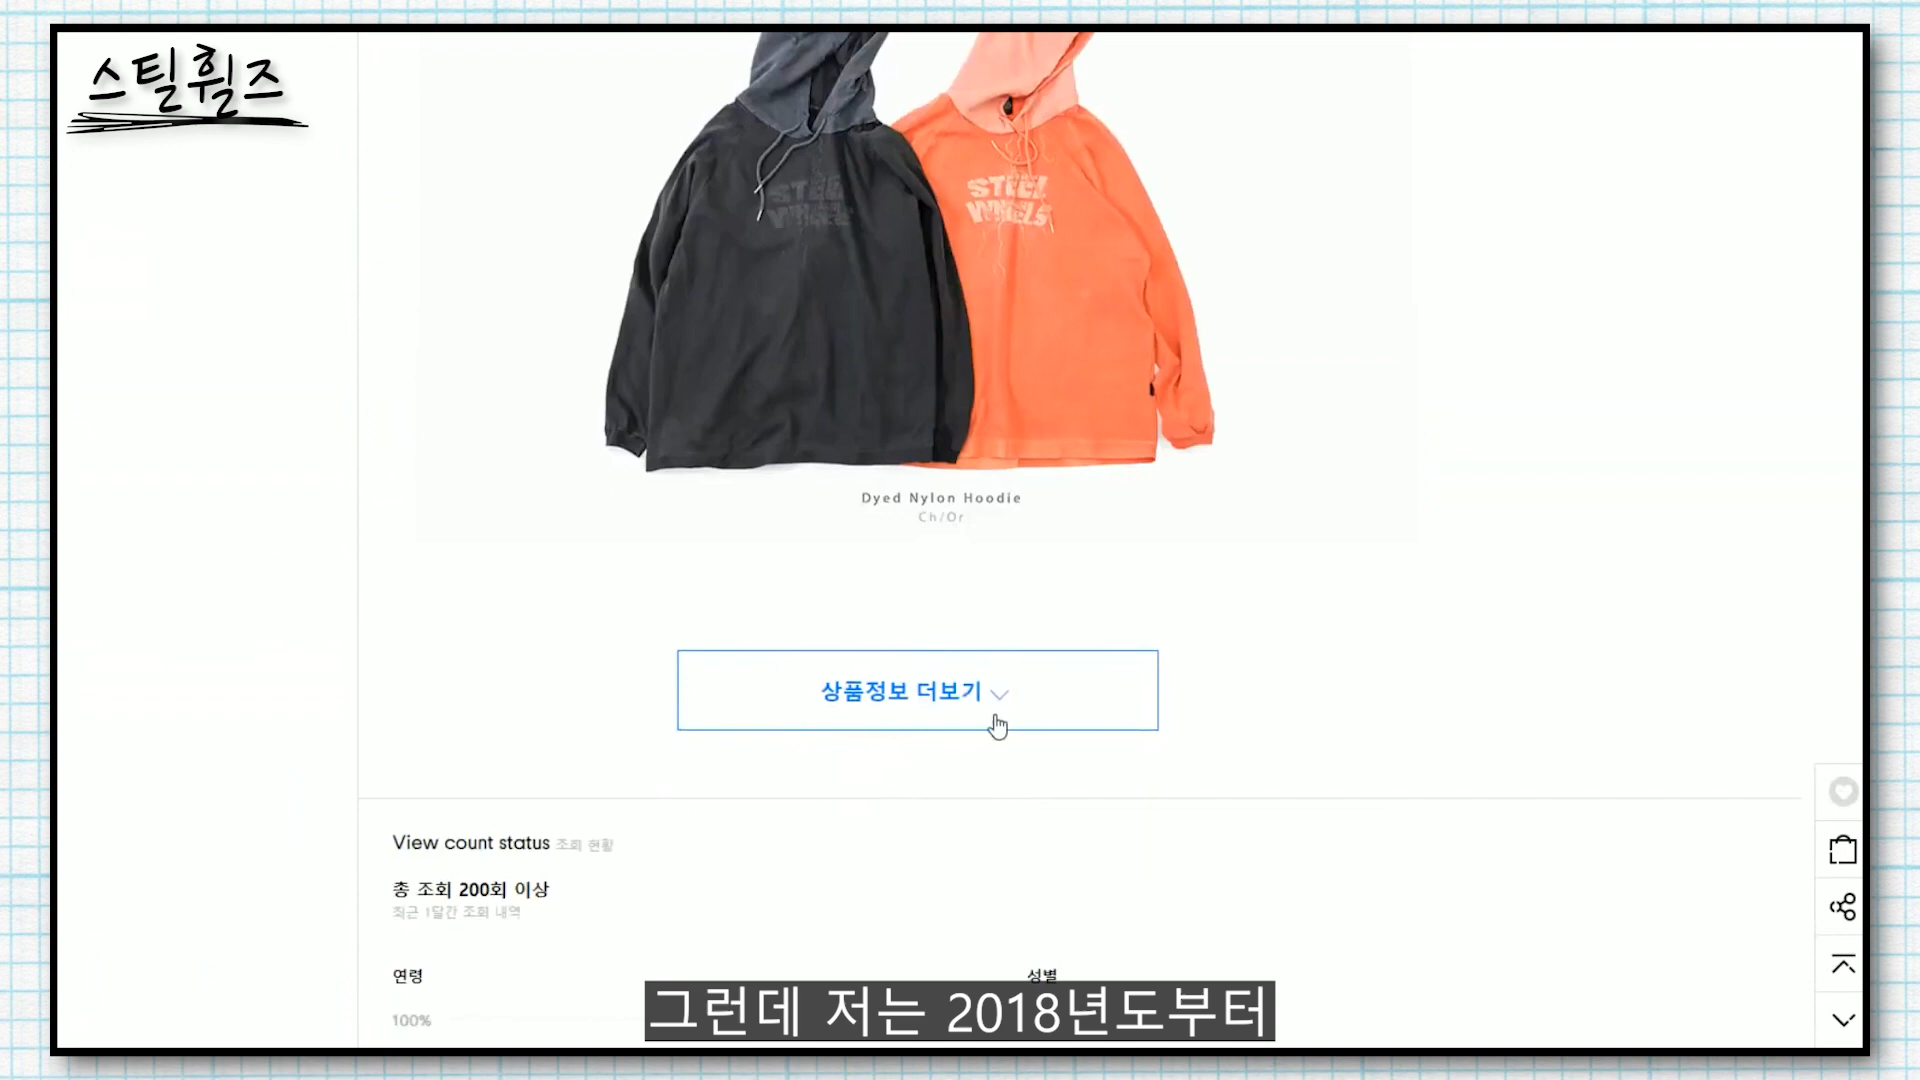 스틸휠즈
STEEL
WHEELS
STEEL
WHEELS
Dyed Nylon Hoodie
Ch/Or
상품정보 더보기
View count status 조회 현황
총 조회 200회 이상
최근 1달간 조회 내역
연령
성별
100%
그런데 저는 2018년도부터